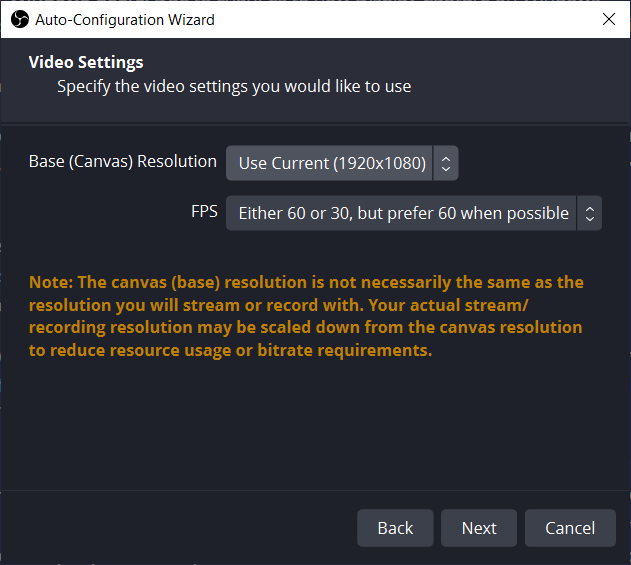 Auto-Configuration Wizard
Video Settings
Specify the video settings you would like to use
Base (Canvas) Resolution Use Current (1920x1080)
FPS Either 60 or 30, but prefer 60 when possible
Note: The canvas (base) resolution is not necessarily the same as the
resolution you will stream or record with. Your actual stream/
recording resolution may be scaled down from the canvas resolution
to reduce resource usage or bitrate requirements.
Back Next Cancel